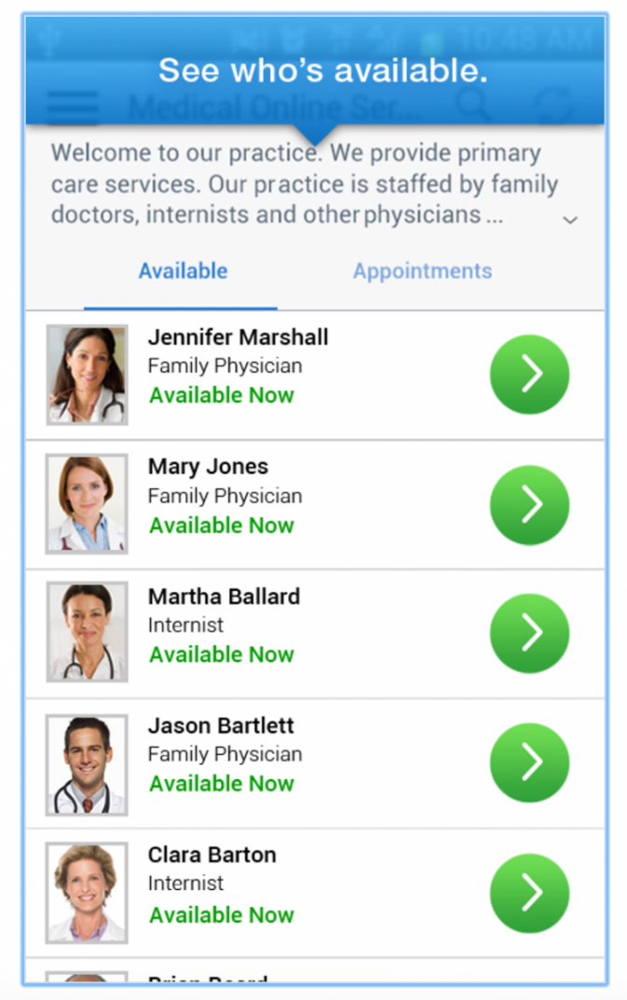 10:48 AM
See who's available.
Medical Online Ser...
Welcome to our practice. We provide primary
care services. Our practice is staffed by family
doctors, internists and other physicians ...
Available Appointments
Jennifer Marshall
Family Physician
Available Now
Mary Jones
Family Physician
Available Now
Martha Ballard
Internist
Available Now
Jason Bartlett
Family Physician
Available Now
Clara Barton
Internist
Available Now